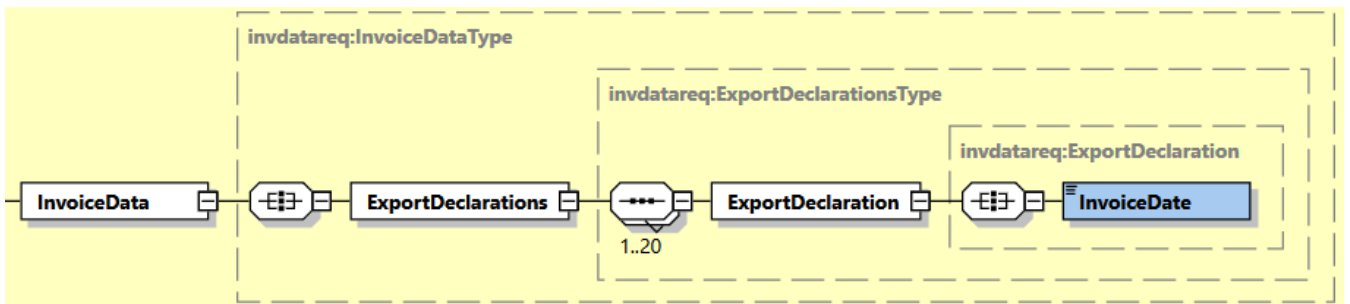 invdatareq:InvoiceDataType
invdatareq:ExportDeclarationsType
invdatareq:ExportDeclaration
InvoiceData
ExportDeclarations
ExportDeclaration
InvoiceDate
1..20